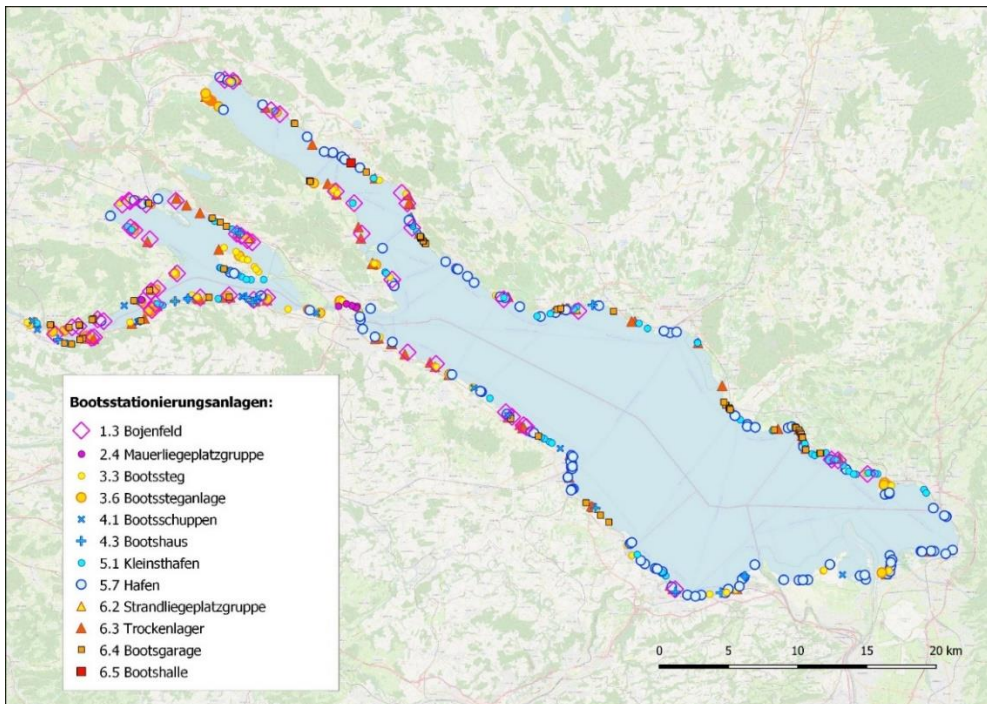 Bootsstationierungsanlagen:
1.3 Bojenfeld
2.4 Mauerliegeplatzgruppe
3.3 Bootssteg
3.6 Bootssteganlage
4.1 Bootsschuppen
4.3 Bootshaus
5.1 Kleinsthafen
5.7 Hafen
6.2 Strandliegeplatzgruppe
6.3 Trockenlager
6.4 Bootsgarage
6.5 Bootshalle
0 5 10 15 20 km